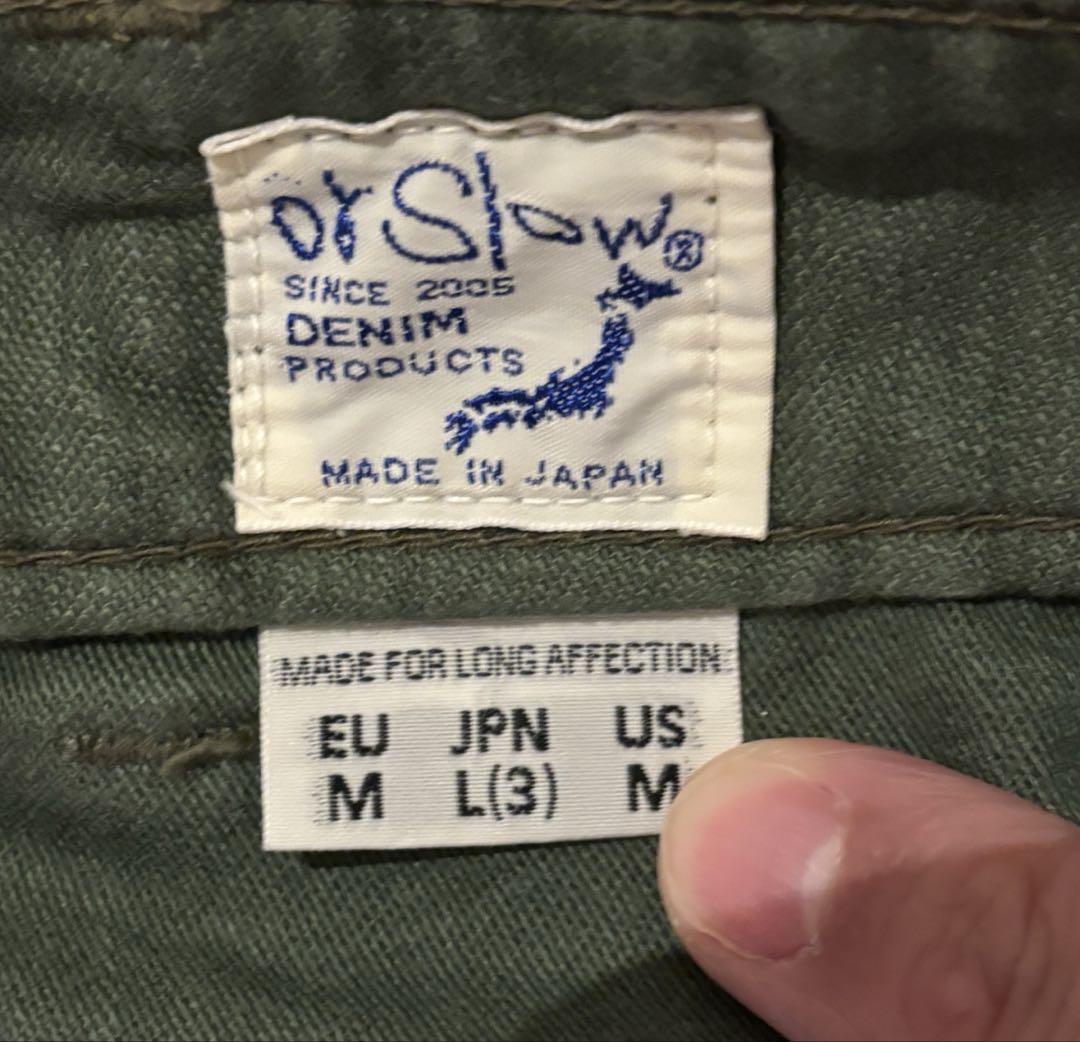 orSlow®
SINCE 2005
DENIM
PRODUCTS
MADE IN JAPAN
MADE FOR LONG AFFECTION
EU JPN US
M L(3) M